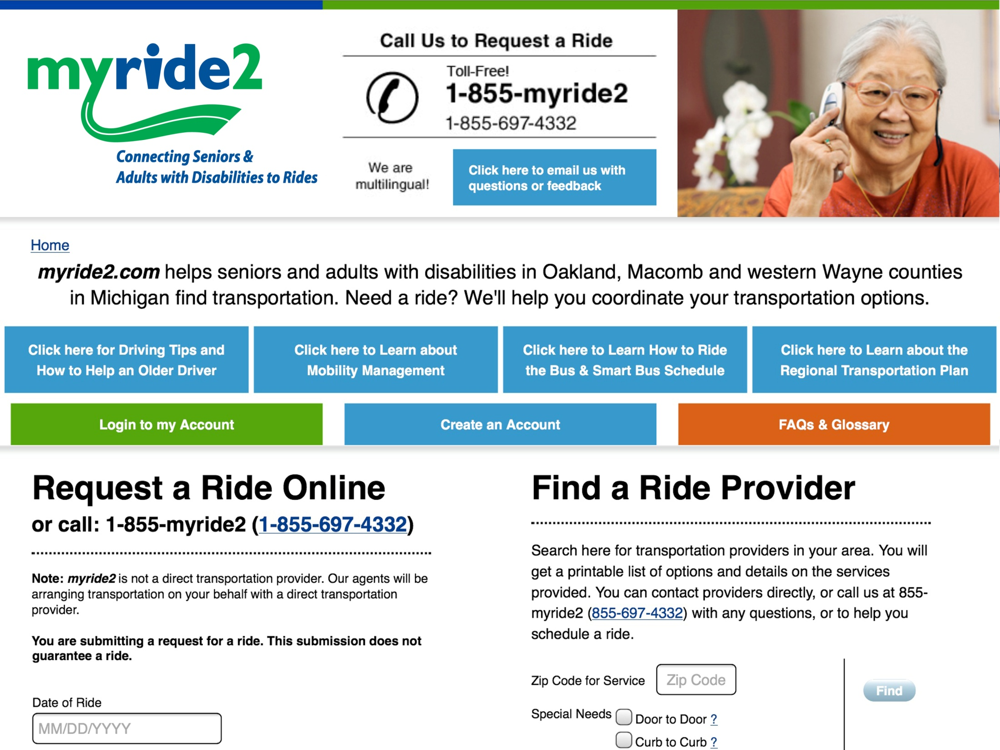 myride2
Connecting Seniors &
Adults with Disabilities to Rides
Call Us to Request a Ride
Toll-Free!
1-855-myride2
1-855-697-4332
We are
multilingual!
Click here to email us with
questions or feedback
Home
myride2.com helps seniors and adults with disabilities in Oakland, Macomb and western Wayne counties
in Michigan find transportation. Need a ride? We'll help you coordinate your transportation options.
Click here for Driving Tips and
How to Help an Older Driver
Click here to Learn about
Mobility Management
Click here to Learn How to Ride
the Bus & Smart Bus Schedule
Click here to Learn about the
Regional Transportation Plan
Login to my Account
Create an Account
FAQs & Glossary
Request a Ride Online
or call: 1-855-myride2 (1-855-697-4332)
Note: myride2 is not a direct transportation provider. Our agents will be
arranging transportation on your behalf with a direct transportation
provider.
You are submitting a request for a ride. This submission does not
guarantee a ride.
Date of Ride
MM/DD/YYYY
Find a Ride Provider
Search here for transportation providers in your area. You will
get a printable list of options and details on the services
provided. You can contact providers directly, or call us at 855-
myride2 (855-697-4332) with any questions, or to help you
schedule a ride.
Zip Code for Service
Zip Code
Find
Special Needs
Door to Door ?
Curb to Curb ?